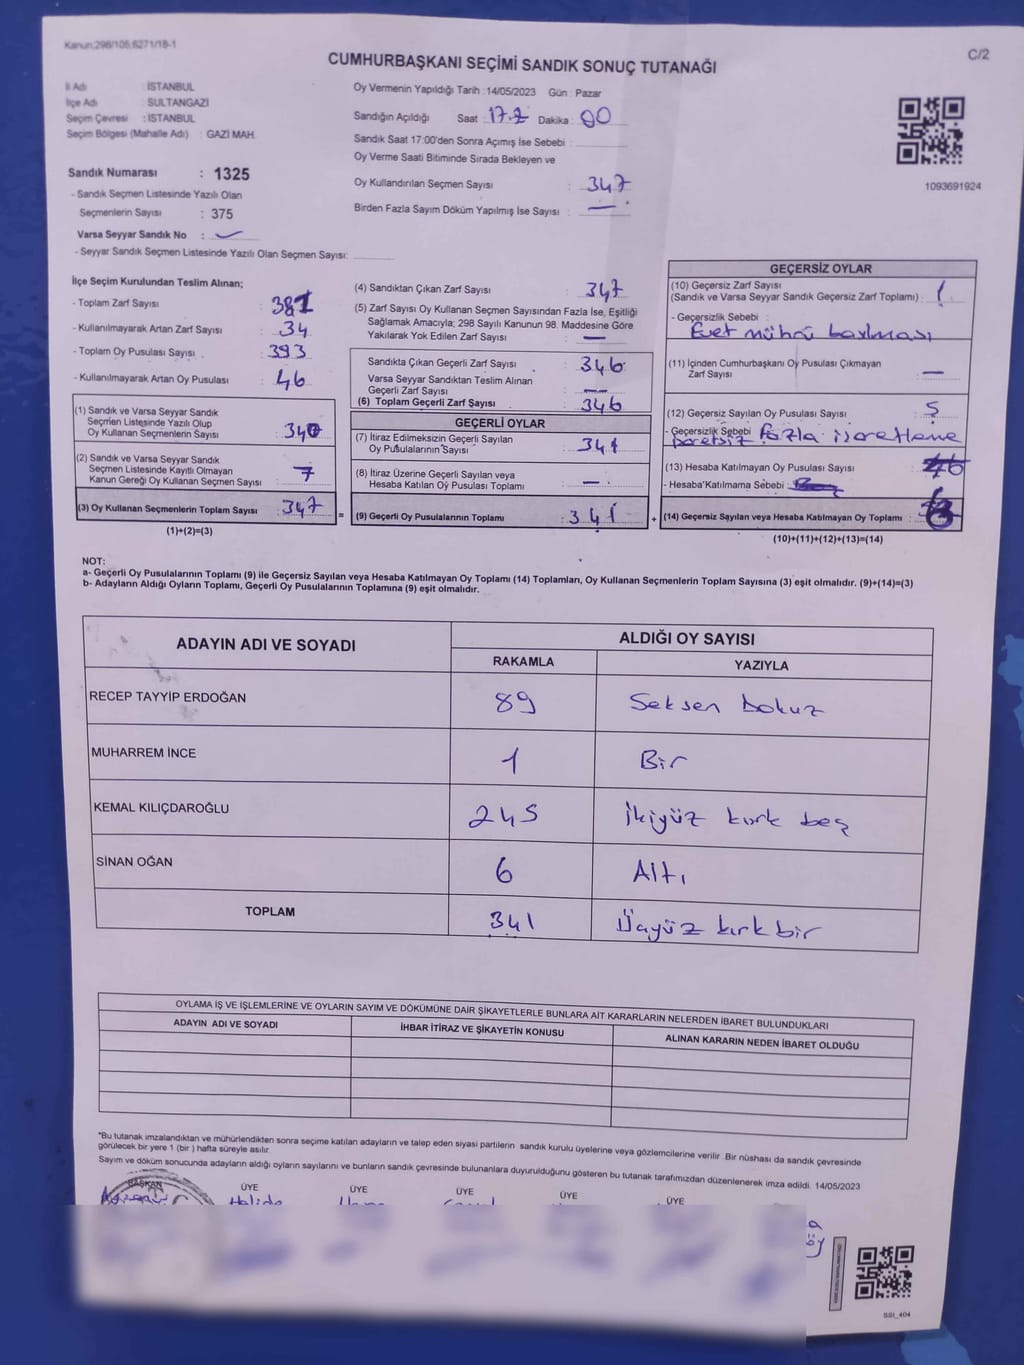 Kanun;298/105,6271/18-1
C/2
CUMHURBAŞKANI SEÇİMİ SANDIK SONUÇ TUTANAĞI
İl Adı : İSTANBUL
İlçe Adı : SULTANGAZİ
Seçim Çevresi : İSTANBUL
Seçim Bölgesi (Mahalle Adı) : GAZİ MAH.
Oy Vermenin Yapıldığı Tarih : 14/05/2023 Gün : Pazar
Sandığın Açıldığı Saat Dakika : 00
Sandık Saat 17:00'den Sonra Açımış İse Sebebi :
Oy Verme Saati Bitiminde Sırada Bekleyen ve
Oy Kullandırılan Seçmen Sayısı : 347
Birden Fazla Sayım Döküm Yapılmış İse Sayısı : —
1093691924
Sandık Numarası : 1325
- Sandık Seçmen Listesinde Yazılı Olan
Seçmenlerin Sayısı : 375
Varsa Seyyar Sandık No :
- Seyyar Sandık Seçmen Listesinde Yazılı Olan Seçmen Sayısı:
İlçe Seçim Kurulundan Teslim Alınan;
- Toplam Zarf Sayısı : 381
- Kullanılmayarak Artan Zarf Sayısı : 34
- Toplam Oy Pusulası Sayısı : 393
- Kullanılmayarak Artan Oy Pusulası : 46
(1) Sandık ve Varsa Seyyar Sandık
Seçmen Listesinde Yazılı Olup
Oy Kullanan Seçmenlerin Sayısı : 340
(2) Sandık ve Varsa Seyyar Sandık
Seçmen Listesinde Kayıtlı Olmayan
Kanun Gereği Oy Kullanan Seçmen Sayısı : 7
(3) Oy Kullanan Seçmenlerin Toplam Sayısı : 347
(1)+(2)=(3)
(4) Sandıktan Çıkan Zarf Sayısı : 347
(5) Zarf Sayısı Oy Kullanan Seçmen Sayısından Fazla İse, Eşitliği
Sağlamak Amacıyla; 298 Sayılı Kanunun 98. Maddesine Göre
Yakılarak Yok Edilen Zarf Sayısı : —
Sandıkta Çıkan Geçerli Zarf Sayısı : 346
Varsa Seyyar Sandıktan Teslim Alınan
Geçerli Zarf Sayısı : —
(6) Toplam Geçerli Zarf Sayısı : 346
GEÇERLİ OYLAR
(7) İtiraz Edilmeksizin Geçerli Sayılan
Oy Pusulalarının Sayısı : 341
(8) İtiraz Üzerine Geçerli Sayılan veya
Hesaba Katılan Oy Pusulası Toplamı : —
= (9) Geçerli Oy Pusulalarının Toplamı : 341 +
GEÇERSİZ OYLAR
(10) Geçersiz Zarf Sayısı
(Sandık ve Varsa Seyyar Sandık Geçersiz Zarf Toplamı) : 1
- Geçersizlik Sebebi :
Evet mührü basılması
(11) İçinden Cumhurbaşkanı Oy Pusulası Çıkmayan
Zarf Sayısı : —
(12) Geçersiz Sayılan Oy Pusulası Sayısı : 5
- Geçersizlik Sebebi : fazla işaretleme
(13) Hesaba Katılmayan Oy Pusulası Sayısı :
- Hesaba Katılmama Sebebi :
(14) Geçersiz Sayılan veya Hesaba Katılmayan Oy Toplamı : 6
(10)+(11)+(12)+(13)=(14)
NOT:
a- Geçerli Oy Pusulalarının Toplamı (9) ile Geçersiz Sayılan veya Hesaba Katılmayan Oy Toplamı (14) Toplamları, Oy Kullanan Seçmenlerin Toplam Sayısına (3) eşit olmalıdır. (9)+(14)=(3)
b- Adayların Aldığı Oyların Toplamı, Geçerli Oy Pusulalarının Toplamına (9) eşit olmalıdır.
ADAYIN ADI VE SOYADI ALDIĞI OY SAYISI
RAKAMLA YAZIYLA
RECEP TAYYİP ERDOĞAN 89 Seksen dokuz
MUHARREM İNCE 1 Bir
KEMAL KILIÇDAROĞLU 245 İkiyüz kırk beş
SİNAN OĞAN 6 Altı
TOPLAM 341 Üçyüz kırk bir
OYLAMA İŞ VE İŞLEMLERİNE VE OYLARIN SAYIM VE DÖKÜMÜNE DAİR ŞİKAYETLERLE BUNLARA AİT KARARLARIN NELERDEN İBARET BULUNDUKLARI
ADAYIN ADI VE SOYADI İHBAR İTİRAZ VE ŞİKAYETİN KONUSU ALINAN KARARIN NEDEN İBARET OLDUĞU
*Bu tutanak imzalandıktan ve mühürlendikten sonra seçime katılan adayların ve talep eden siyasi partilerin sandık kurulu üyelerine veya gözlemcilerine verilir. Bir nüshası da sandık çevresinde
görülecek bir yere 1 (bir) hafta süreyle asılır.
Sayım ve döküm sonucunda adayların aldığı oyların sayılarını ve bunların sandık çevresinde bulunanlara duyurulduğunu gösteren bu tutanak tarafımızdan düzenlenerek imza edildi. 14/05/2023
BAŞKAN ÜYE ÜYE ÜYE ÜYE ÜYE
SSI_404